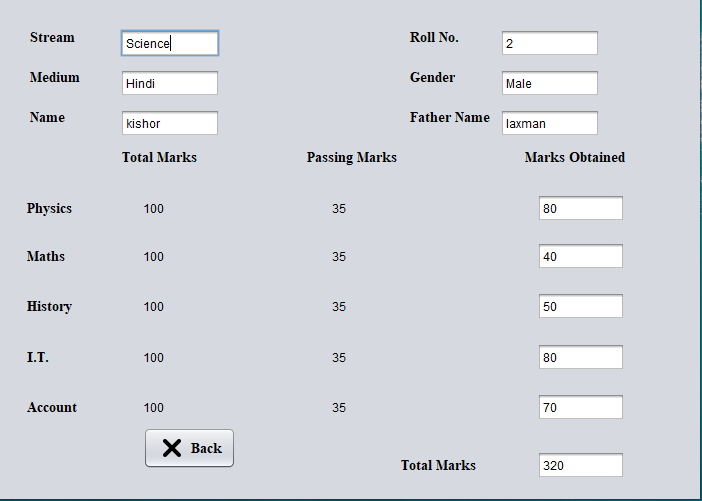 Stream Science Roll No. 2
Medium Hindi Gender Male
Name kishor Father Name laxman
Total Marks Passing Marks Marks Obtained
Physics 100 35 80
Maths 100 35 40
History 100 35 50
I.T. 100 35 80
Account 100 35 70
Back
Total Marks 320